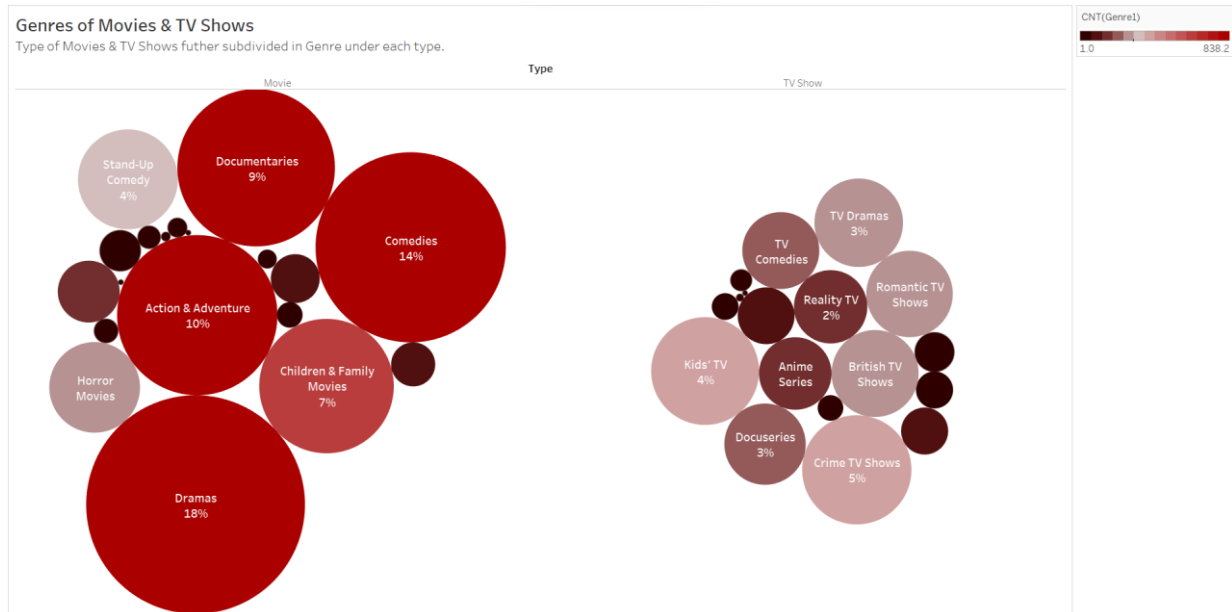 Genres of Movies & TV Shows
Type of Movies & TV Shows futher subdivided in Genre under each type.
Type
Movie
TV Show
Stand-Up
Comedy
4%
Documentaries
9%
Comedies
14%
Action & Adventure
10%
Horror
Movies
Children & Family
Movies
7%
Dramas
18%
TV Dramas
3%
TV
Comedies
Romantic TV
Shows
Reality TV
2%
Kids' TV
4%
Anime
Series
British TV
Shows
Docuseries
3%
Crime TV Shows
5%
CNT(Genre1)
1.0
838.2